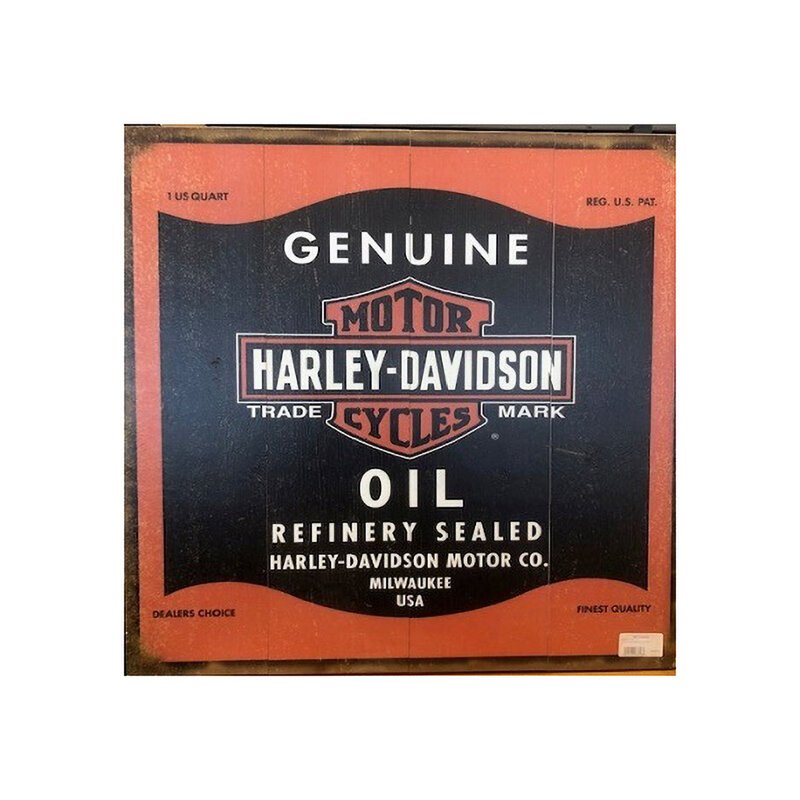 1 US QUART
REG. U.S. PAT.
GENUINE
MOTOR
HARLEY-DAVIDSON
TRADE MARK
CYCLES
®
OIL
REFINERY SEALED
HARLEY-DAVIDSON MOTOR CO.
MILWAUKEE
USA
DEALERS CHOICE
FINEST QUALITY